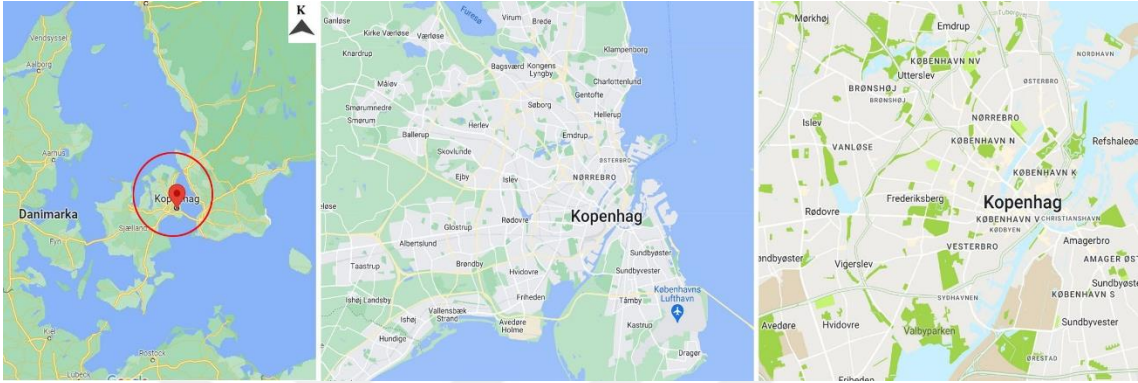 K
Vendsyssel
Aalborg
Aarhus
Kopenhag
Danimarka
Sjælland
Fyn
Kiel
Rostock
Lübeck
Google
Furesø
Ganløse
Kirke Værløse
Værløse
Virum
Brede
Knardrup
Bagsværd
Kongens
Lyngby
Klampenborg
Måløv
Charlottenlund
Smørumnedre
Smørum
Gentofte
Søborg
Hellerup
Ballerup
Herlev
Emdrup
Skovlunde
ØSTERBRO
Ejby
Islev
NØRREBRO
Kopenhag
Rødovre
Glostrup
Albertslund
Sundbyøster
Taastrup
Brøndby
Hvidovre
Sundbyvester
Ishøj Landsby
Friheden
Tårnby
Københavns
Lufthavn
Vallensbæk
Strand
Ishøj
Avedøre
Holme
Kastrup
Hundige
Dragør
Mørkhøj
Emdrup
KØBENHAVN NV
NORDHAVN
Utterslev
ØSTERBRO
BRØNSHØJ
BRØNSHØJ
Islev
NØRREBRO
KØBENHAVN N
Refshaleøe
VANLØSE
KØBENHAVN K
Frederiksberg
Kopenhag
Rødovre
KØBENHAVN V
CHRISTIANSHAVN
KØDBYEN
VESTERBRO
Amagerbro
andbyøster
Vigerslev
AMAGER ØST
Sundbyøster
SYDHAVNEN
KØBENHAVN S
Avedøre
Hvidovre
Valbyparken
Sundbyvester
ØRESTAD
Friheden